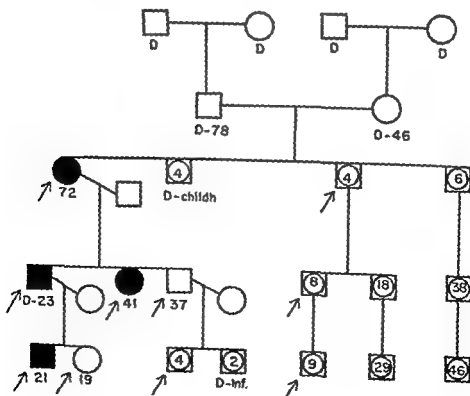 D D D D
D-78 D-46
72 4 4 6
D-childh
D-23 41 37 8 18 38
21 19 4 2 9 29 46
D-Inf.